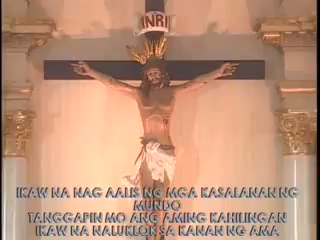 INRI
IKAW NA NAG AALIS NG MGA KASALANAN NG
MUNDO
TANGGAPIN MO ANG AMING KAHILINGAN
IKAW NA NALUKLOK SA KANAN NG AMA